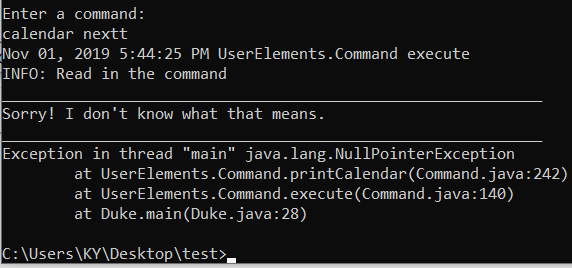 Enter a command:
calendar nextt
Nov 01, 2019 5:44:25 PM UserElements.Command execute
INFO: Read in the command
____________________________________________________________
Sorry! I don't know what that means.
____________________________________________________________
Exception in thread "main" java.lang.NullPointerException
        at UserElements.Command.printCalendar(Command.java:242)
        at UserElements.Command.execute(Command.java:140)
        at Duke.main(Duke.java:28)
C:\Users\KY\Desktop\test>